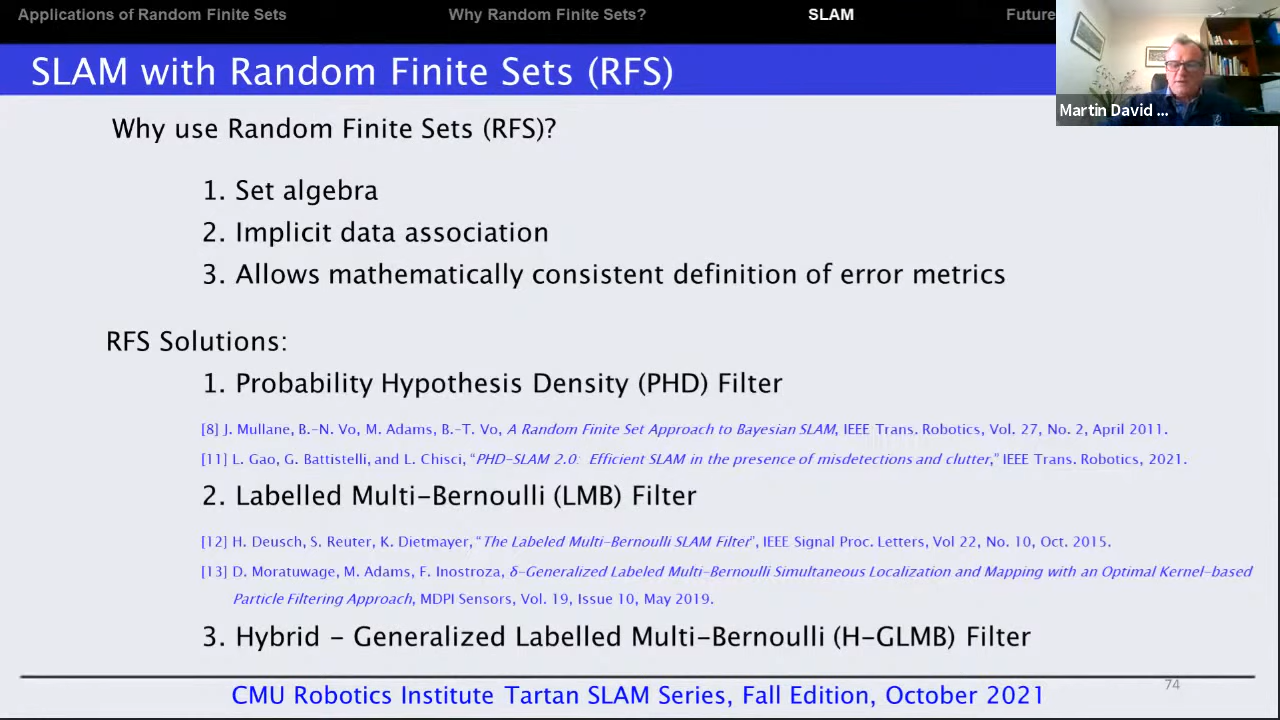 Applications of Random Finite Sets Why Random Finite Sets? SLAM Future
SLAM with Random Finite Sets (RFS)
Martin David ...
Why use Random Finite Sets (RFS)?
1. Set algebra
2. Implicit data association
3. Allows mathematically consistent definition of error metrics
RFS Solutions:
1. Probability Hypothesis Density (PHD) Filter
[8] J. Mullane, B.-N. Vo, M. Adams, B.-T. Vo, A Random Finite Set Approach to Bayesian SLAM, IEEE Trans. Robotics, Vol. 27, No. 2, April 2011.
[11] L. Gao, G. Battistelli, and L. Chisci, “PHD-SLAM 2.0: Efficient SLAM in the presence of misdetections and clutter,” IEEE Trans. Robotics, 2021.
2. Labelled Multi-Bernoulli (LMB) Filter
[12] H. Deusch, S. Reuter, K. Dietmayer, “The Labeled Multi-Bernoulli SLAM Filter”, IEEE Signal Proc. Letters, Vol 22, No. 10, Oct. 2015.
[13] D. Moratuwage, M. Adams, F. Inostroza, δ-Generalized Labeled Multi-Bernoulli Simultaneous Localization and Mapping with an Optimal Kernel-based
Particle Filtering Approach, MDPI Sensors, Vol. 19, Issue 10, May 2019.
3. Hybrid - Generalized Labelled Multi-Bernoulli (H-GLMB) Filter
74
CMU Robotics Institute Tartan SLAM Series, Fall Edition, October 2021